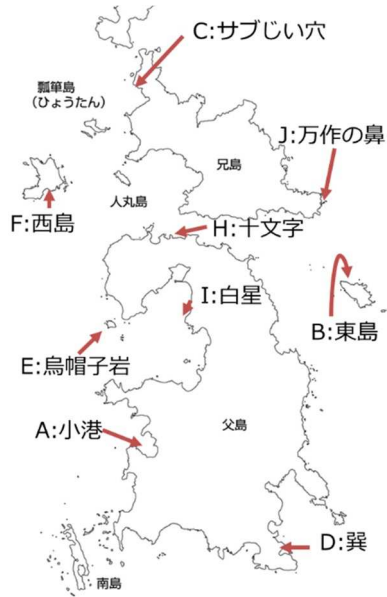 C:サブじい穴
瓢箪島
(ひょうたん)
J:万作の鼻
兄島
人丸島
F:西島
H:十文字
I:白星
B:東島
E:烏帽子岩
A:小港
父島
D:巽
南島